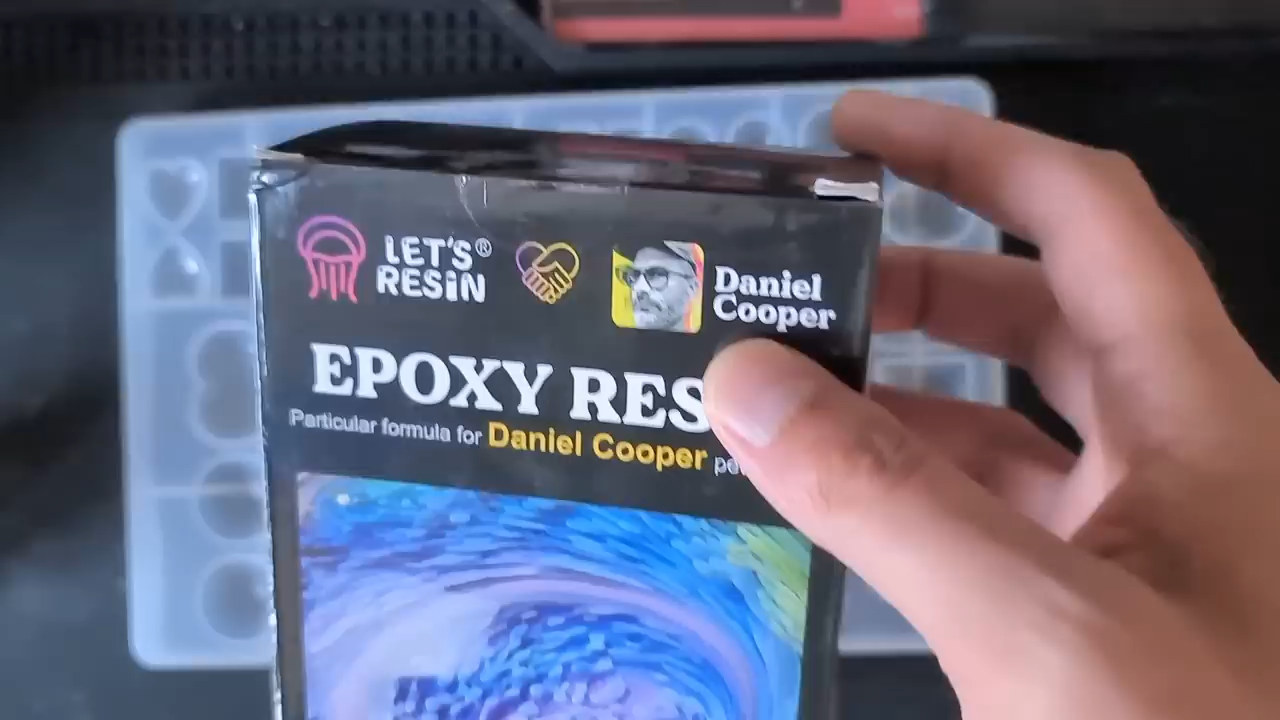 LET'S®
RESIN
Daniel
Cooper
EPOXY RES
Particular formula for Daniel Cooper